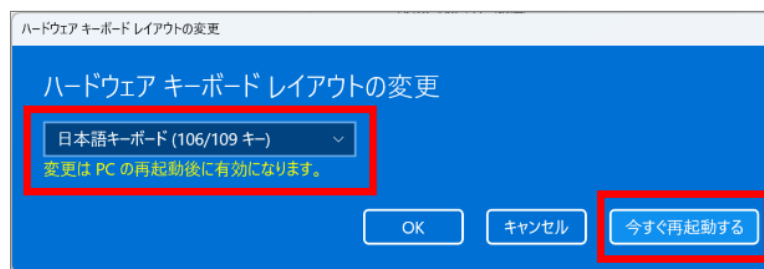 ハードウェア キーボード レイアウトの変更
ハードウェア キーボード レイアウトの変更
日本語キーボード (106/109 キー)
変更は PC の再起動後に有効になります。
OK キャンセル 今すぐ再起動する